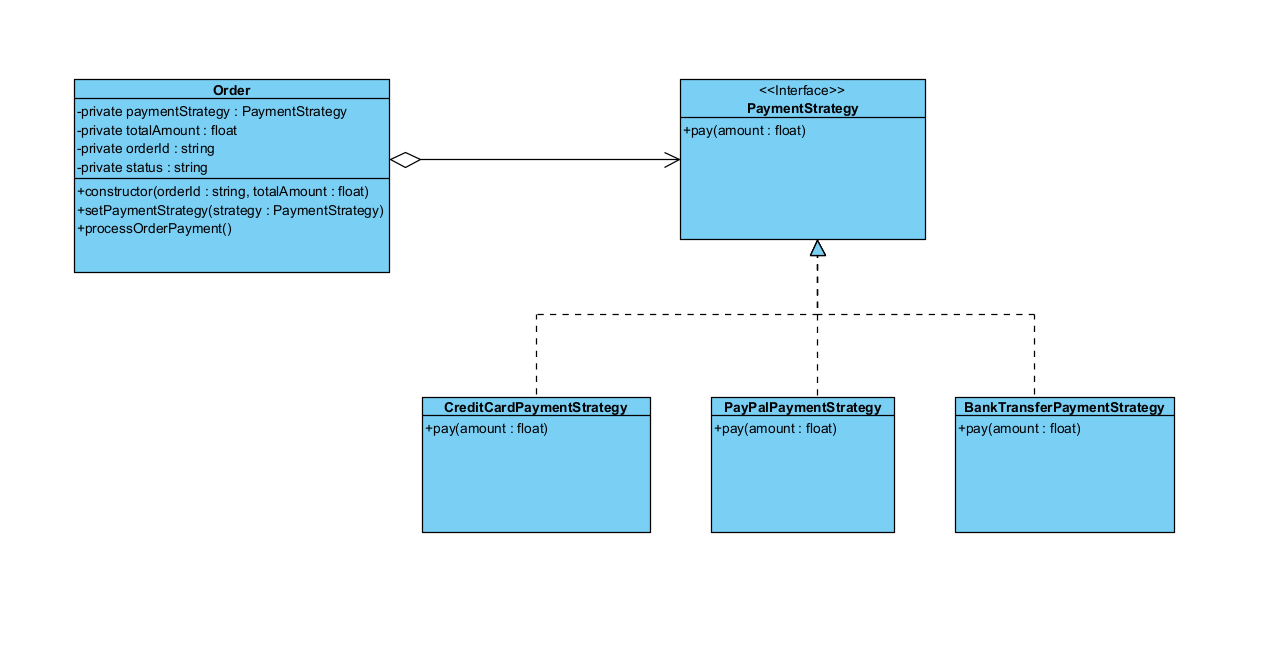 Order
-private paymentStrategy : PaymentStrategy
-private totalAmount : float
-private orderId : string
-private status : string
+constructor(orderId : string, totalAmount : float)
+setPaymentStrategy(strategy : PaymentStrategy)
+processOrderPayment()
<<Interface>>
PaymentStrategy
+pay(amount : float)
CreditCardPaymentStrategy
+pay(amount : float)
PayPalPaymentStrategy
+pay(amount : float)
BankTransferPaymentStrategy
+pay(amount : float)